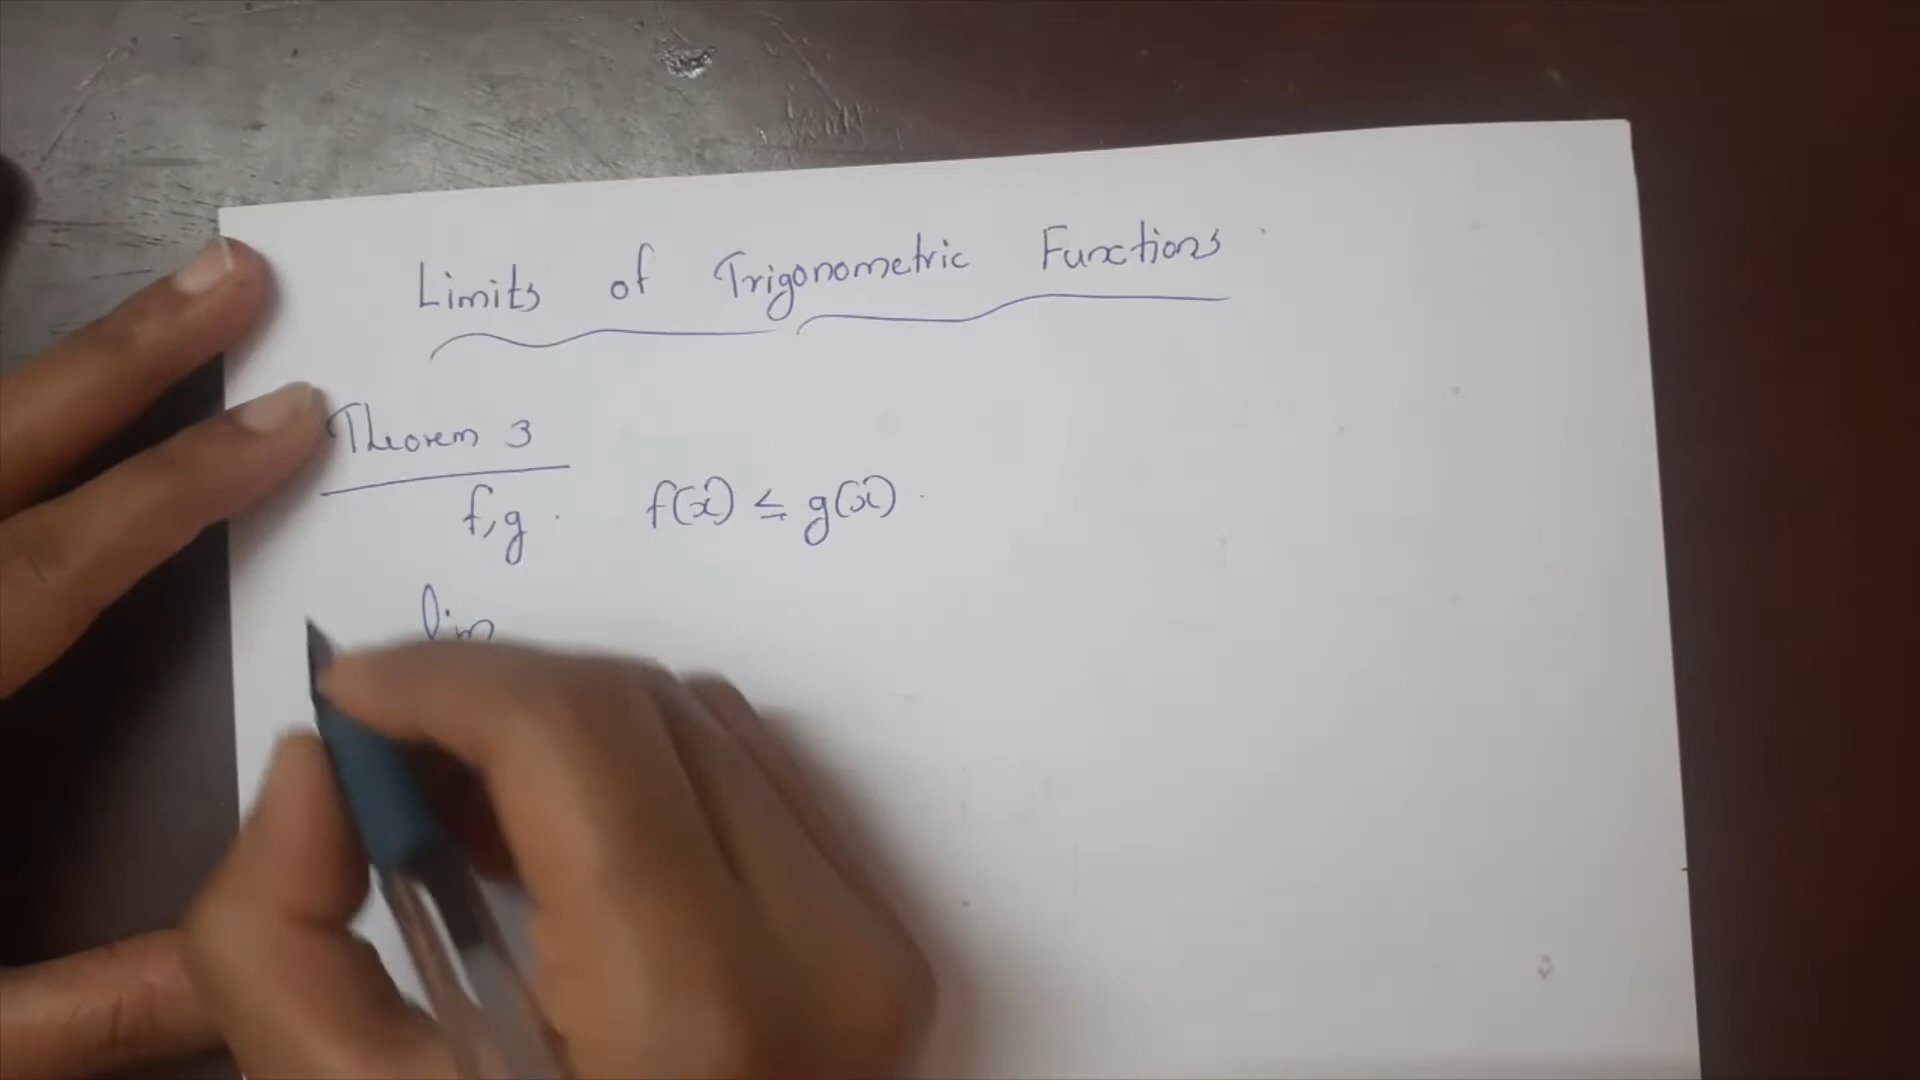 Limits of Trigonometric Functions
Theorem 3
f,g. f(x) ≤ g(x).
lim